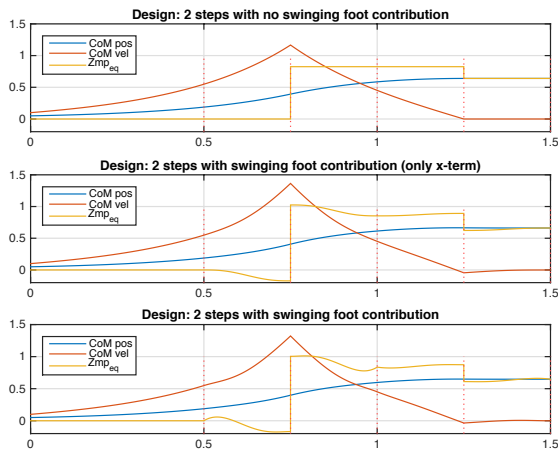 Design: 2 steps with no swinging foot contribution
1.5
CoM pos
CoM vel
Zmp_eq
1
0.5
0
0 0.5 1 1.5
Design: 2 steps with swinging foot contribution (only x-term)
1.5
CoM pos
CoM vel
Zmp_eq
1
0.5
0
0 0.5 1 1.5
Design: 2 steps with swinging foot contribution
1.5
CoM pos
CoM vel
Zmp_eq
1
0.5
0
0 0.5 1 1.5